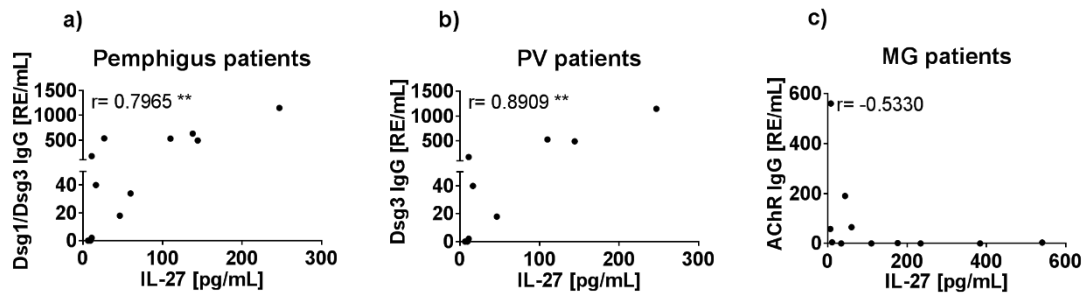 a)
Pemphigus patients
r= 0.7965 **
Dsg1/Dsg3 IgG [RE/mL]
1500
1000
500
40
20
0
0
100
200
300
IL-27 [pg/mL]
b)
PV patients
r= 0.8909 **
Dsg3 IgG [RE/mL]
1500
1000
500
40
20
0
0
100
200
300
IL-27 [pg/mL]
c)
MG patients
r= -0.5330
AChR IgG [RE/mL]
600
400
200
0
0
200
400
600
IL-27 [pg/mL]